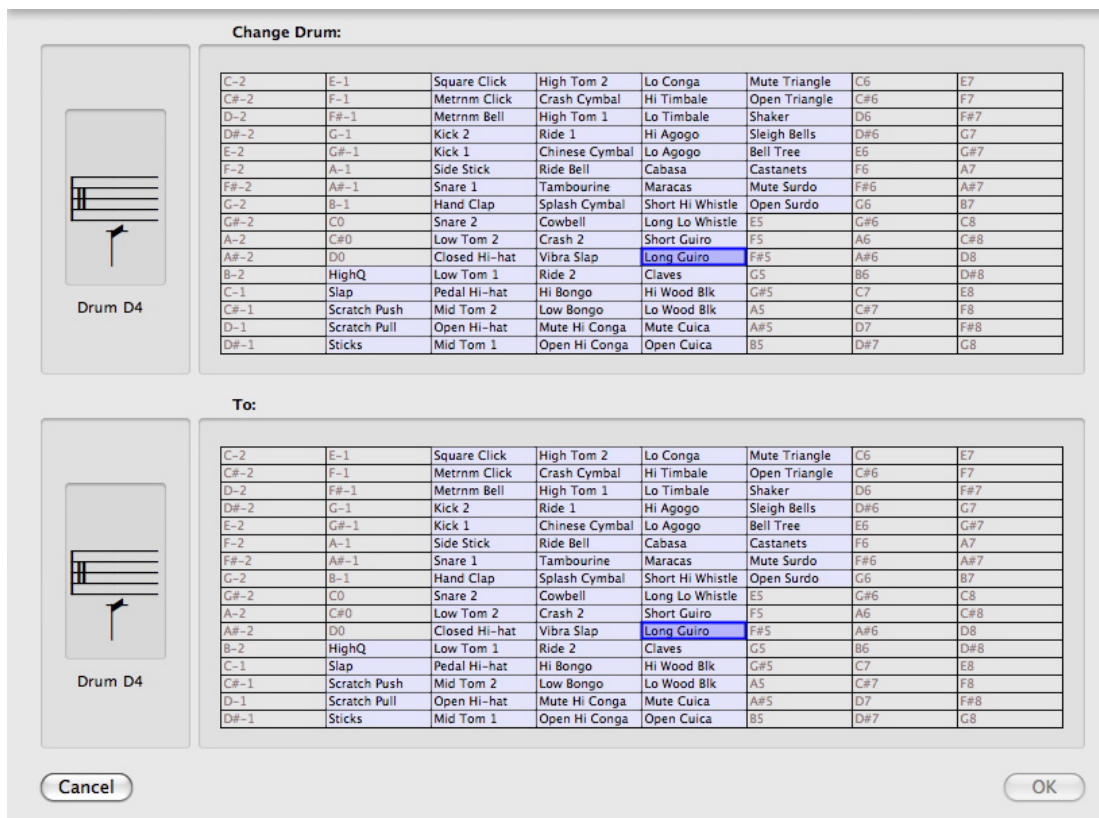 Change Drum:
C-2 E-1 Square Click High Tom 2 Lo Conga Mute Triangle C6 E7
C#-2 F-1 Metrnm Click Crash Cymbal Hi Timbale Open Triangle C#6 F7
D-2 F#-1 Metrnm Bell High Tom 1 Lo Timbale Shaker D6 F#7
D#-2 G-1 Kick 2 Ride 1 Hi Agogo Sleigh Bells D#6 G7
E-2 G#-1 Kick 1 Chinese Cymbal Lo Agogo Bell Tree E6 G#7
F-2 A-1 Side Stick Ride Bell Cabasa Castanets F6 A7
F#-2 A#-1 Snare 1 Tambourine Maracas Mute Surdo F#6 A#7
G-2 B-1 Hand Clap Splash Cymbal Short Hi Whistle Open Surdo G6 B7
G#-2 C0 Snare 2 Cowbell Long Lo Whistle E5 G#6 C8
A-2 C#0 Low Tom 2 Crash 2 Short Guiro F5 A6 C#8
A#-2 D0 Closed Hi-hat Vibra Slap Long Guiro F#5 A#6 D8
B-2 HighQ Low Tom 1 Ride 2 Claves G5 B6 D#8
C-1 Slap Pedal Hi-hat Hi Bongo Hi Wood Blk G#5 C7 E8
C#-1 Scratch Push Mid Tom 2 Low Bongo Lo Wood Blk A5 C#7 F8
D-1 Scratch Pull Open Hi-hat Mute Hi Conga Mute Cuica A#5 D7 F#8
D#-1 Sticks Mid Tom 1 Open Hi Conga Open Cuica B5 D#7 G8
Drum D4
To:
C-2 E-1 Square Click High Tom 2 Lo Conga Mute Triangle C6 E7
C#-2 F-1 Metrnm Click Crash Cymbal Hi Timbale Open Triangle C#6 F7
D-2 F#-1 Metrnm Bell High Tom 1 Lo Timbale Shaker D6 F#7
D#-2 G-1 Kick 2 Ride 1 Hi Agogo Sleigh Bells D#6 G7
E-2 G#-1 Kick 1 Chinese Cymbal Lo Agogo Bell Tree E6 G#7
F-2 A-1 Side Stick Ride Bell Cabasa Castanets F6 A7
F#-2 A#-1 Snare 1 Tambourine Maracas Mute Surdo F#6 A#7
G-2 B-1 Hand Clap Splash Cymbal Short Hi Whistle Open Surdo G6 B7
G#-2 C0 Snare 2 Cowbell Long Lo Whistle E5 G#6 C8
A-2 C#0 Low Tom 2 Crash 2 Short Guiro F5 A6 C#8
A#-2 D0 Closed Hi-hat Vibra Slap Long Guiro F#5 A#6 D8
B-2 HighQ Low Tom 1 Ride 2 Claves G5 B6 D#8
C-1 Slap Pedal Hi-hat Hi Bongo Hi Wood Blk G#5 C7 E8
C#-1 Scratch Push Mid Tom 2 Low Bongo Lo Wood Blk A5 C#7 F8
D-1 Scratch Pull Open Hi-hat Mute Hi Conga Mute Cuica A#5 D7 F#8
D#-1 Sticks Mid Tom 1 Open Hi Conga Open Cuica B5 D#7 G8
Drum D4
Cancel OK